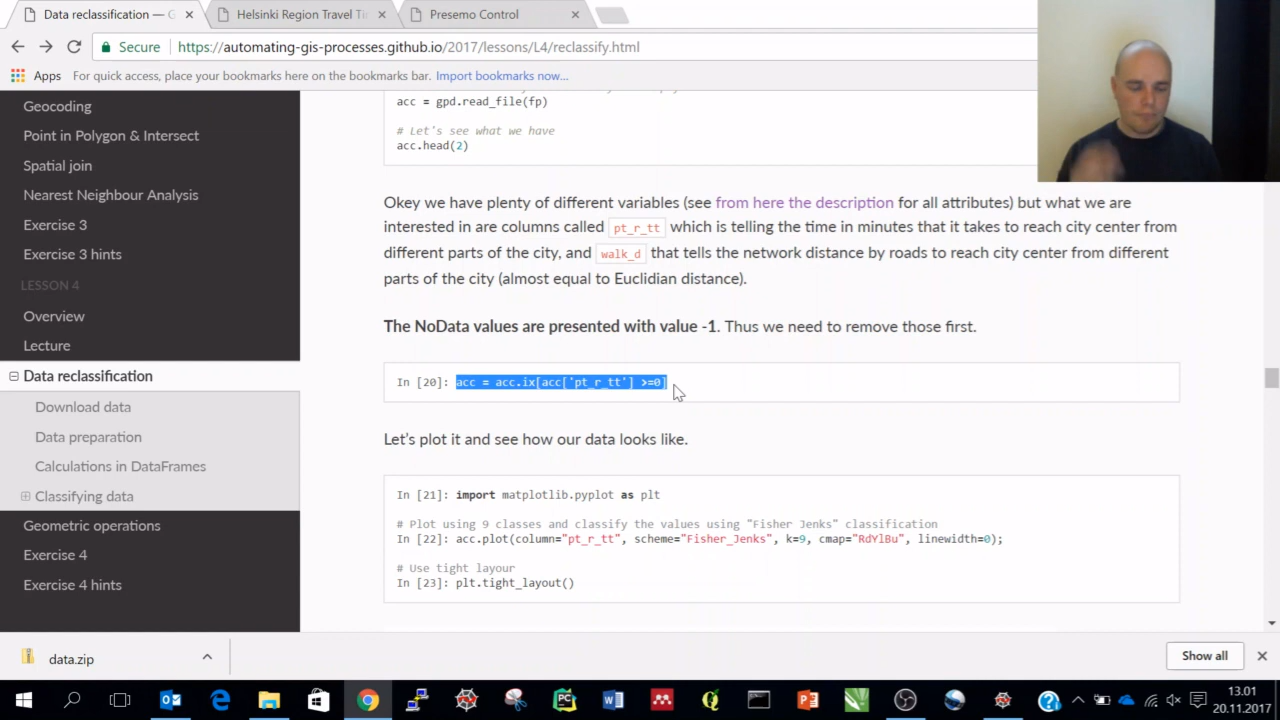 Data reclassification — G
Helsinki Region Travel Ti
Presemo Control
Secure https://automating-gis-processes.github.io/2017/lessons/L4/reclassify.html
Apps For quick access, place your bookmarks here on the bookmarks bar. Import bookmarks now...
Geocoding
Point in Polygon & Intersect
Spatial join
Nearest Neighbour Analysis
Exercise 3
Exercise 3 hints
LESSON 4
Overview
Lecture
Data reclassification
Download data
Data preparation
Calculations in DataFrames
Classifying data
Geometric operations
Exercise 4
Exercise 4 hints
acc = gpd.read_file(fp)
# Let's see what we have
acc.head(2)
Okey we have plenty of different variables (see from here the description for all attributes) but what we are
interested in are columns called pt_r_tt which is telling the time in minutes that it takes to reach city center from
different parts of the city, and walk_d that tells the network distance by roads to reach city center from different
parts of the city (almost equal to Euclidian distance).
The NoData values are presented with value -1. Thus we need to remove those first.
In [20]: acc = acc.ix[acc['pt_r_tt'] >=0]
Let's plot it and see how our data looks like.
In [21]: import matplotlib.pyplot as plt
# Plot using 9 classes and classify the values using "Fisher Jenks" classification
In [22]: acc.plot(column="pt_r_tt", scheme="Fisher_Jenks", k=9, cmap="RdYlBu", linewidth=0);
# Use tight layour
In [23]: plt.tight_layout()
data.zip
Show all
13.01
20.11.2017